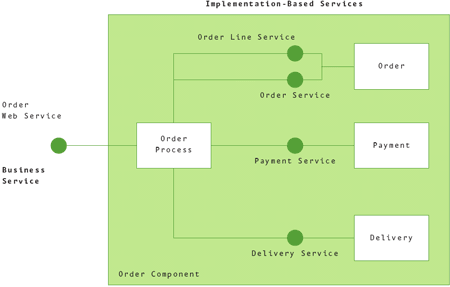 Implementation-Based Services
Order Line Service
Order
Order Service
Order
Web Service
Order
Process
Payment
Business
Service
Payment Service
Delivery
Delivery Service
Order Component